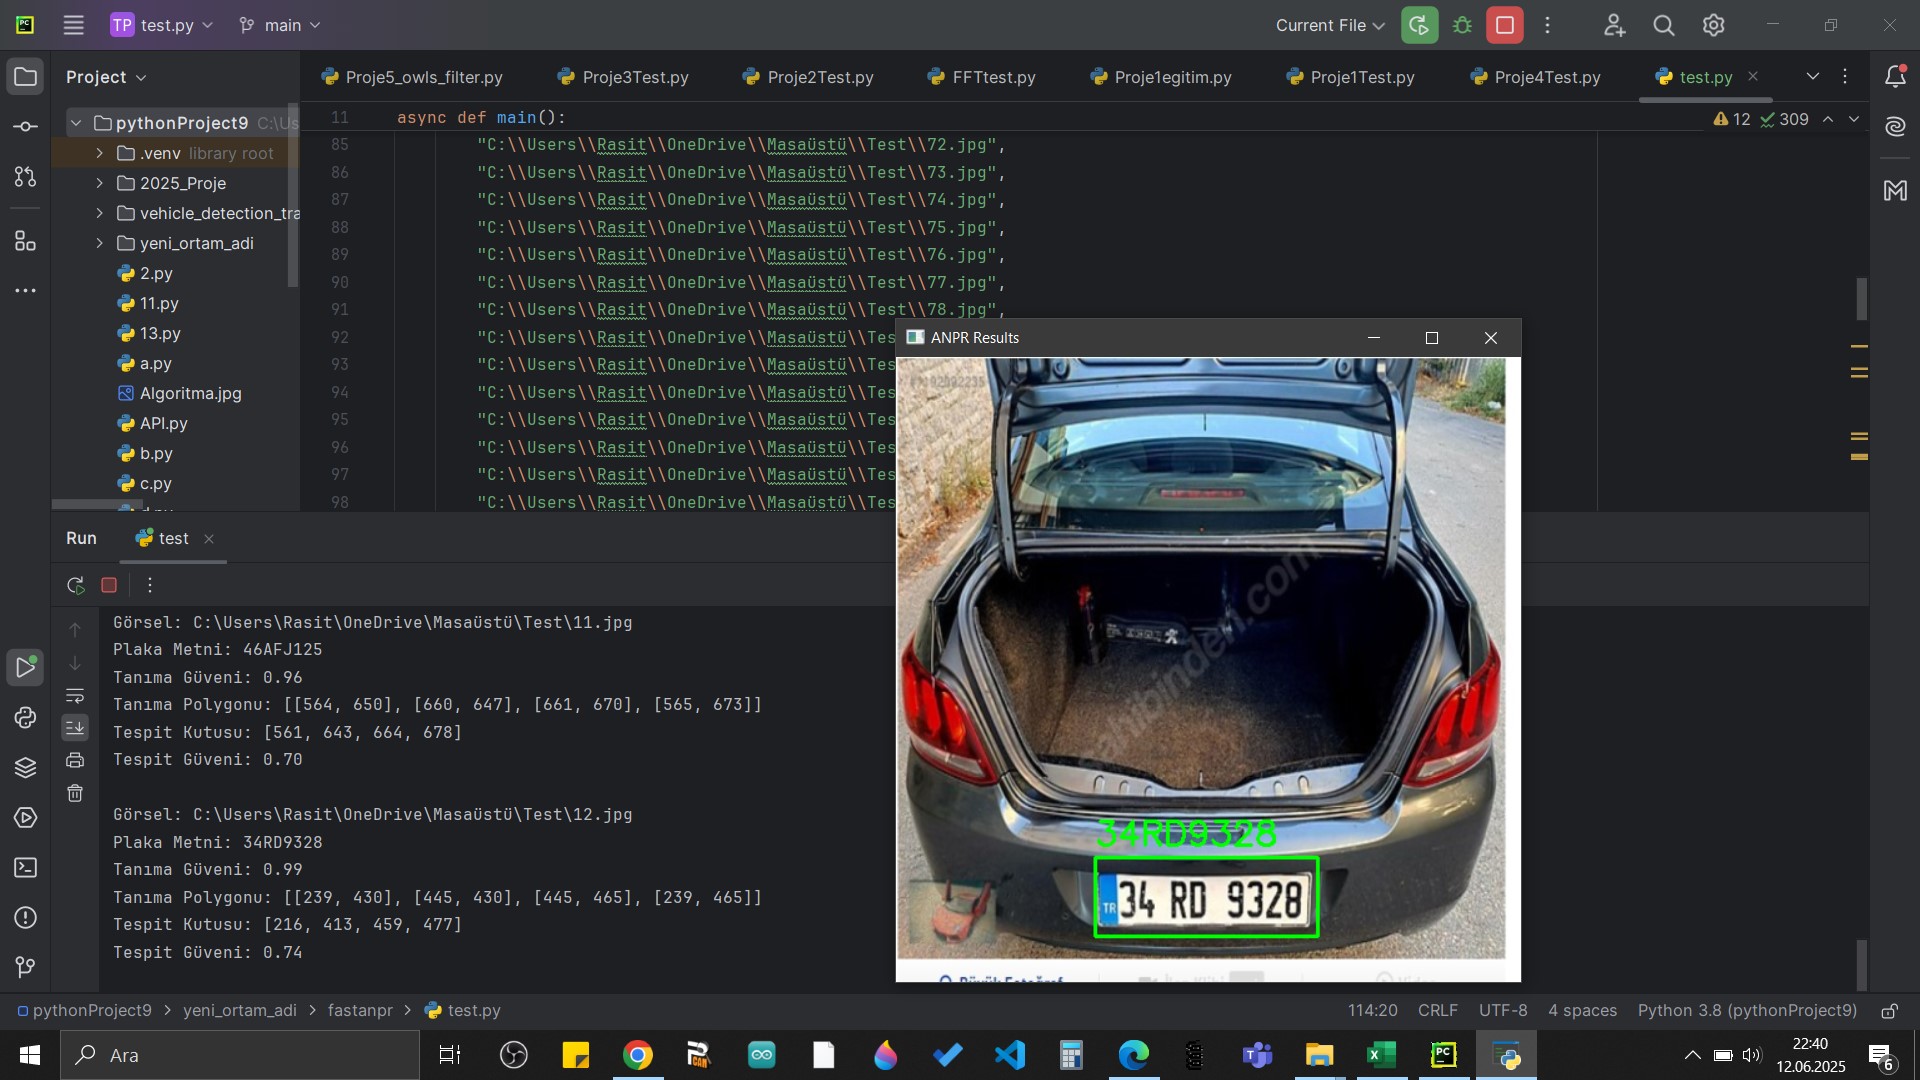 TP test.py
main
Current File
Project
Proje5_owls_filter.py
Proje3Test.py
Proje2Test.py
FFTtest.py
Proje1egitim.py
Proje1Test.py
Proje4Test.py
test.py
pythonProject9 C:\Us
.venv library root
2025_Proje
vehicle_detection_tra
yeni_ortam_adi
2.py
11.py
13.py
a.py
Algoritma.jpg
API.py
b.py
c.py
11 async def main():
12 309
85 "C:\\Users\\Rasit\\OneDrive\\Masaüstü\\Test\\72.jpg",
86 "C:\\Users\\Rasit\\OneDrive\\Masaüstü\\Test\\73.jpg",
87 "C:\\Users\\Rasit\\OneDrive\\Masaüstü\\Test\\74.jpg",
88 "C:\\Users\\Rasit\\OneDrive\\Masaüstü\\Test\\75.jpg",
89 "C:\\Users\\Rasit\\OneDrive\\Masaüstü\\Test\\76.jpg",
90 "C:\\Users\\Rasit\\OneDrive\\Masaüstü\\Test\\77.jpg",
91 "C:\\Users\\Rasit\\OneDrive\\Masaüstü\\Test\\78.jpg",
92 "C:\\Users\\Rasit\\OneDrive\\Masaüstü\\Tes
93 "C:\\Users\\Rasit\\OneDrive\\Masaüstü\\Tes
94 "C:\\Users\\Rasit\\OneDrive\\Masaüstü\\Tes
95 "C:\\Users\\Rasit\\OneDrive\\Masaüstü\\Tes
96 "C:\\Users\\Rasit\\OneDrive\\Masaüstü\\Tes
97 "C:\\Users\\Rasit\\OneDrive\\Masaüstü\\Tes
98 "C:\\Users\\Rasit\\OneDrive\\Masaüstü\\Tes
ANPR Results
sahibinden.com
34RD9328
TR 34 RD 9328
Run
test
Görsel: C:\Users\Rasit\OneDrive\Masaüstü\Test\11.jpg
Plaka Metni: 46AFJ125
Tanıma Güveni: 0.96
Tanıma Polygonu: [[564, 650], [660, 647], [661, 670], [565, 673]]
Tespit Kutusu: [561, 643, 664, 678]
Tespit Güveni: 0.70
Görsel: C:\Users\Rasit\OneDrive\Masaüstü\Test\12.jpg
Plaka Metni: 34RD9328
Tanıma Güveni: 0.99
Tanıma Polygonu: [[239, 430], [445, 430], [445, 465], [239, 465]]
Tespit Kutusu: [216, 413, 459, 477]
Tespit Güveni: 0.74
pythonProject9 > yeni_ortam_adi > fastanpr > test.py
114:20 CRLF UTF-8 4 spaces Python 3.8 (pythonProject9)
Ara
22:40
12.06.2025
6